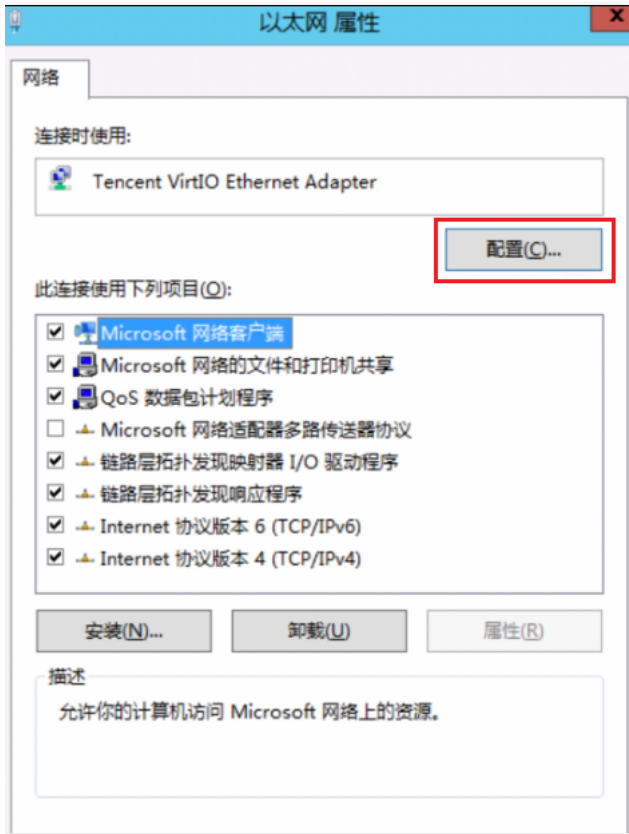 以太网 属性
网络
连接时使用:
Tencent VirtIO Ethernet Adapter
配置(C)...
此连接使用下列项目(O):
Microsoft 网络客户端
Microsoft 网络的文件和打印机共享
QoS 数据包计划程序
Microsoft 网络适配器多路传送器协议
链路层拓扑发现映射器 I/O 驱动程序
链路层拓扑发现响应程序
Internet 协议版本 6 (TCP/IPv6)
Internet 协议版本 4 (TCP/IPv4)
安装(N)... 卸载(U) 属性(R)
描述
允许你的计算机访问 Microsoft 网络上的资源。